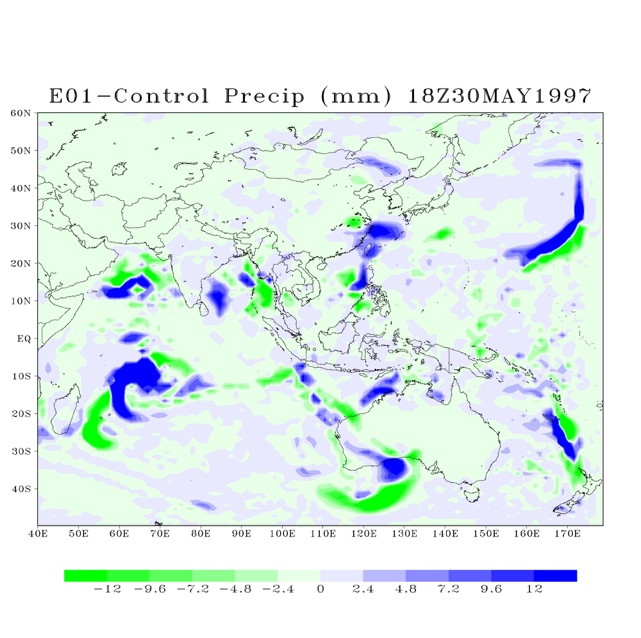 E01-Control Precip (mm) 18Z30MAY1997
60N
50N
40N
30N
20N
10N
EQ
10S
20S
30S
40S
40E 50E 60E 70E 80E 90E 100E 110E 120E 130E 140E 150E 160E 170E
-12 -9.6 -7.2 -4.8 -2.4 0 2.4 4.8 7.2 9.6 12